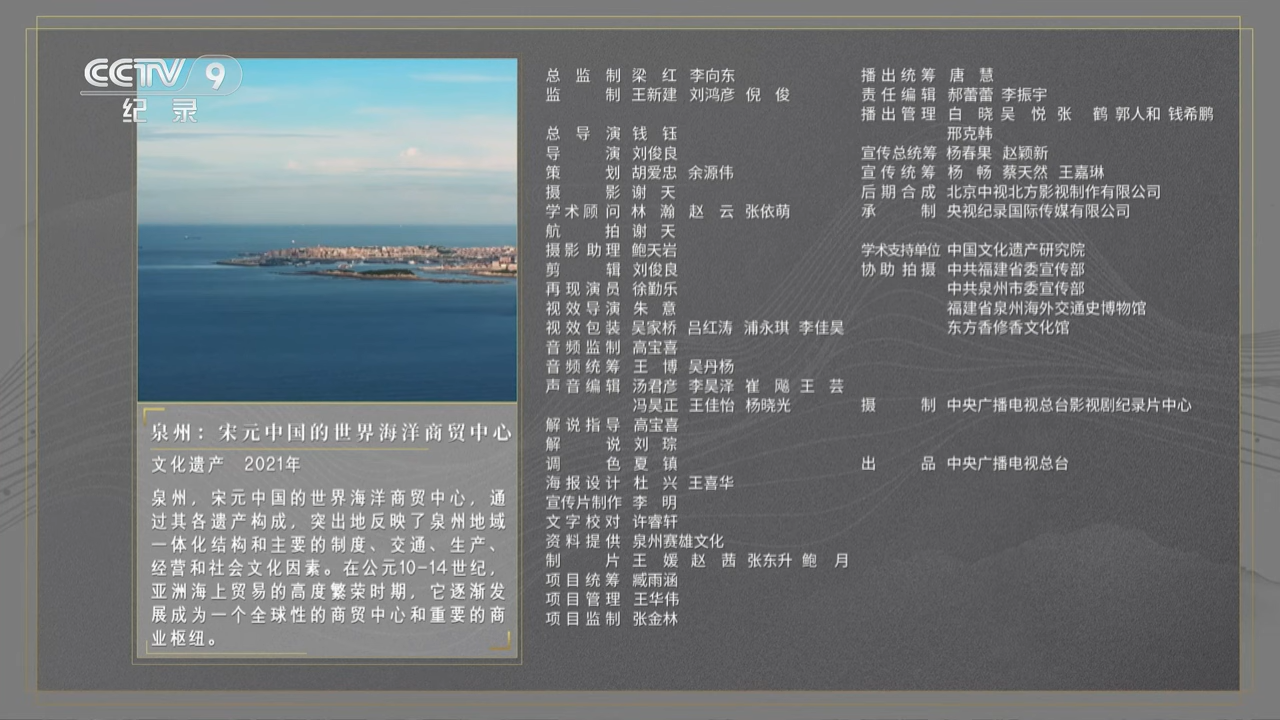 CCTV 9
纪录
泉州：宋元中国的世界海洋商贸中心
文化遗产 2021年
泉州，宋元中国的世界海洋商贸中心，通
过其各遗产构成，突出地反映了泉州地域
一体化结构和主要的制度、交通、生产、
经营和社会文化因素。在公元10-14世纪，
亚洲海上贸易的高度繁荣时期，它逐渐发
展成为一个全球性的商贸中心和重要的商
业枢纽。
总监制 梁红 李向东
监制 王新建 刘鸿彦 倪俊
总导演 钱钰
导演 刘俊良
策划 胡爱忠 余源伟
摄影 谢天
学术顾问 林瀚 赵云 张依萌
航拍 谢天
摄影助理 鲍天岩
剪辑 刘俊良
再现演员 徐勤乐
视效导演 朱意
视效包装 吴家桥 吕红涛 浦永琪 李佳昊
音频监制 高宝喜
音频统筹 王博 吴丹杨
声音编辑 汤君彦 李昊泽 崔飚 王芸
冯昊正 王佳怡 杨晓光
解说指导 高宝喜
解说 刘琮
调色 夏镇
海报设计 杜兴 王喜华
宣传片制作 李明
文字校对 许睿轩
资料提供 泉州赛雄文化
制片 王媛 赵茜 张东升 鲍月
项目统筹 臧雨涵
项目管理 王华伟
项目监制 张金林
播出统筹 唐慧
责任编辑 郝蕾蕾 李振宇
播出管理 白晓 吴悦 张鹤 郭人和 钱希鹏
邢克韩
宣传总统筹 杨春果 赵颖新
宣传统筹 杨畅 蔡天然 王嘉琳
后期合成 北京中视北方影视制作有限公司
承制 央视纪录国际传媒有限公司
学术支持单位 中国文化遗产研究院
协助拍摄 中共福建省委宣传部
中共泉州市委宣传部
福建省泉州海外交通史博物馆
东方香修香文化馆
摄制 中央广播电视总台影视剧纪录片中心
出品 中央广播电视总台